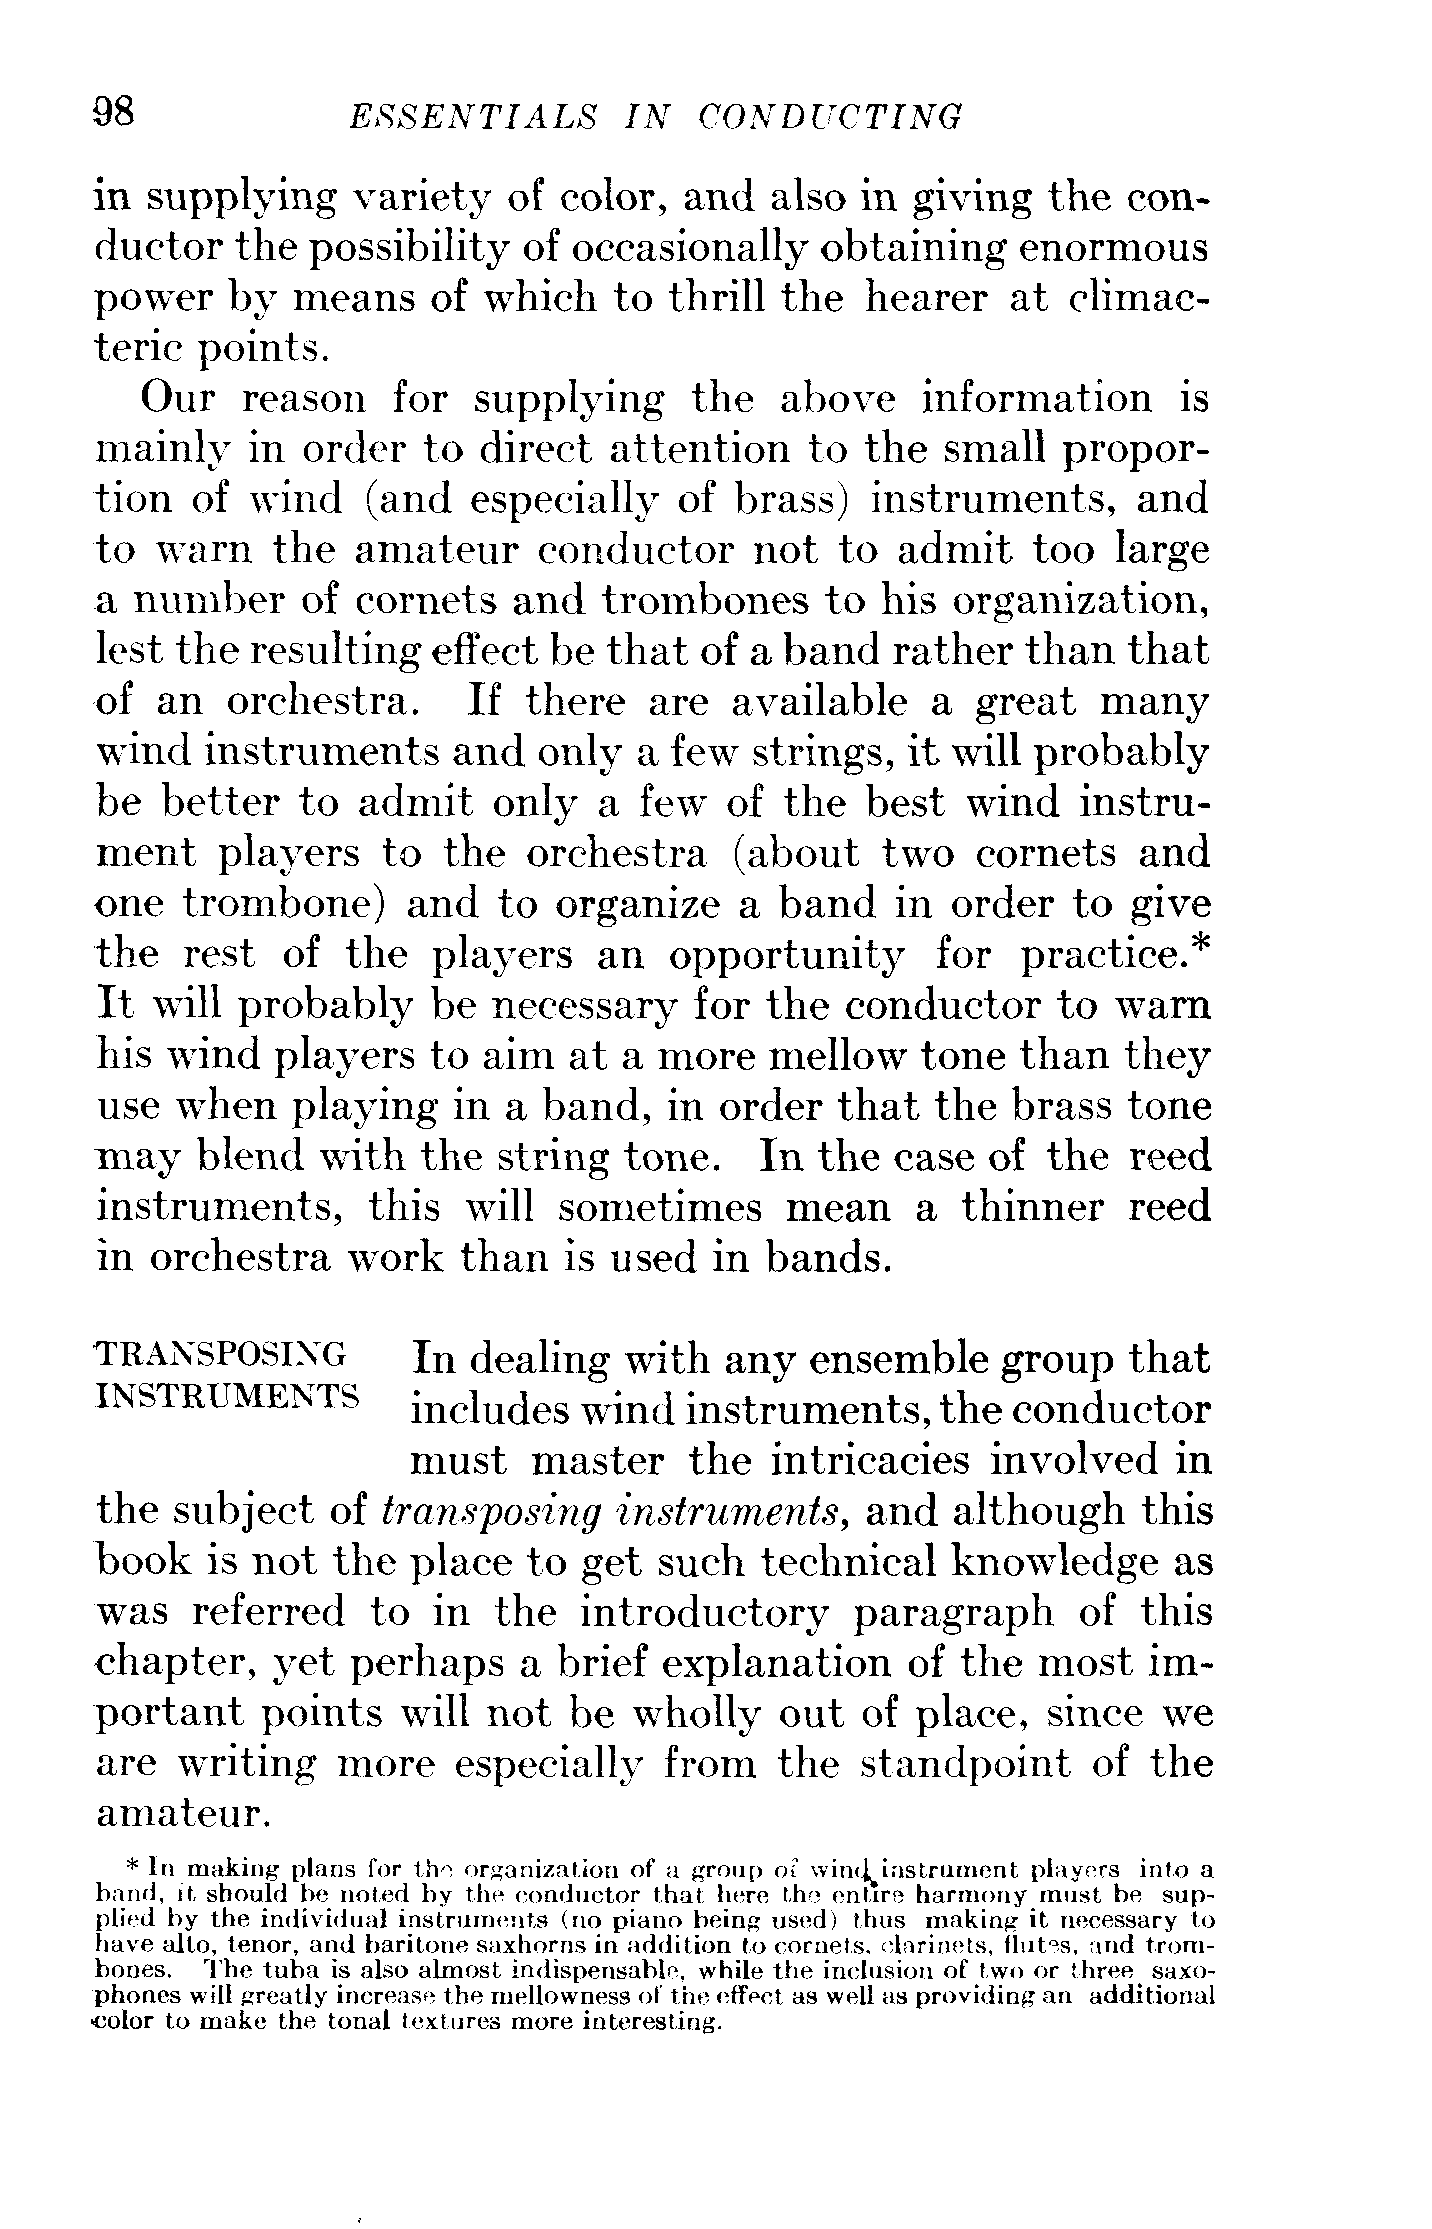 98 ESSENTIALS IN CONDUCTING
in supplying variety of color, and also in giving the con-
ductor the possibility of occasionally obtaining enormous
power by means of which to thrill the hearer at climac-
teric points.
Our reason for supplying the above information is
mainly in order to direct attention to the small propor-
tion of wind (and especially of brass) instruments, and
to warn the amateur conductor not to admit too large
a number of cornets and trombones to his organization,
lest the resulting effect be that of a band rather than that
of an orchestra. If there are available a great many
wind instruments and only a few strings, it will probably
be better to admit only a few of the best wind instru-
ment players to the orchestra (about two cornets and
one trombone) and to organize a band in order to give
the rest of the players an opportunity for practice.*
It will probably be necessary for the conductor to warn
his wind players to aim at a more mellow tone than they
use when playing in a band, in order that the brass tone
may blend with the string tone. In the case of the reed
instruments, this will sometimes mean a thinner reed
in orchestra work than is used in bands.
TRANSPOSING
INSTRUMENTS
In dealing with any ensemble group that
includes wind instruments, the conductor
must master the intricacies involved in
the subject of transposing instruments, and although this
book is not the place to get such technical knowledge as
was referred to in the introductory paragraph of this
chapter, yet perhaps a brief explanation of the most im-
portant points will not be wholly out of place, since we
are writing more especially from the standpoint of the
amateur.
* In making plans for the organization of a group of wind instrument players into a
band, it should be noted by the conductor that here the entire harmony must be sup-
plied by the individual instruments (no piano being used) thus making it necessary to
have alto, tenor, and baritone saxhorns in addition to cornets, clarinets, flutes, and trom-
bones. The tuba is also almost indispensable, while the inclusion of two or three saxo-
phones will greatly increase the mellowness of the effect as well as providing an additional
color to make the tonal textures more interesting.